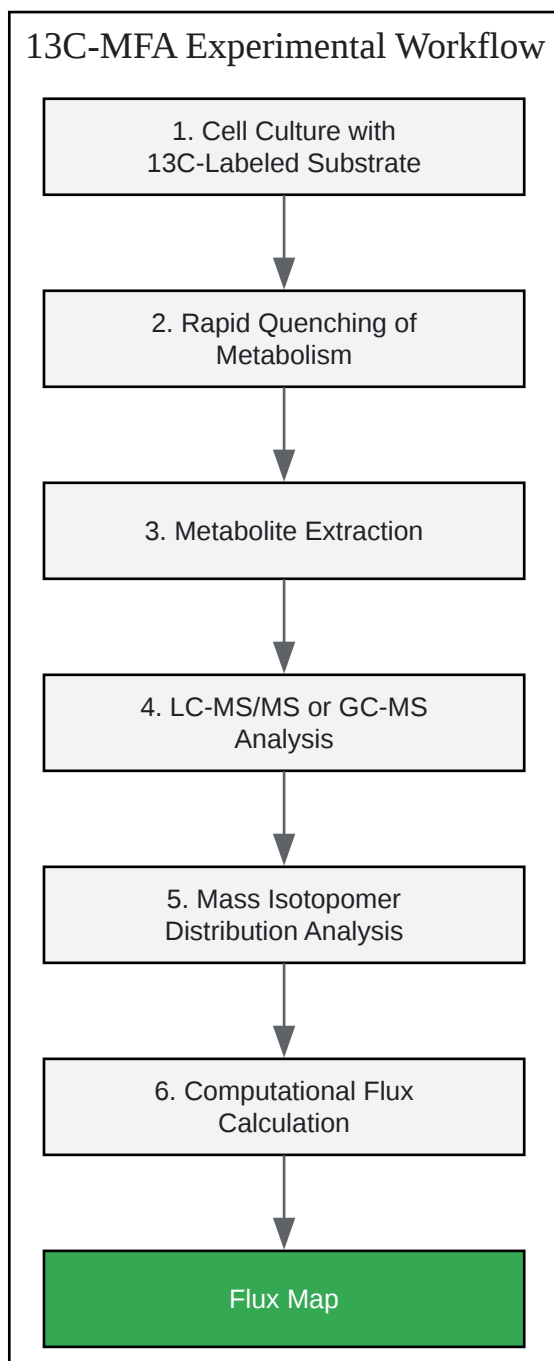 13C-MFA Experimental Workflow
1. Cell Culture with
13C-Labeled Substrate
2. Rapid Quenching of
Metabolism
3. Metabolite Extraction
4. LC-MS/MS or GC-MS
Analysis
5. Mass Isotopomer
Distribution Analysis
6. Computational Flux
Calculation
Flux Map